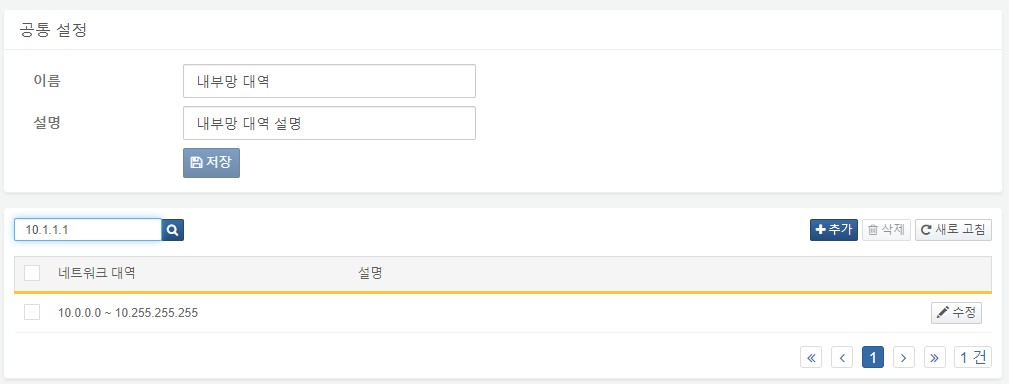 공통 설정
이름 내부망 대역
설명 내부망 대역 설명
저장
10.1.1.1 추가 삭제 새로 고침
네트워크 대역 설명
10.0.0.0 ~ 10.255.255.255 수정
« ‹ 1 › » 1 건